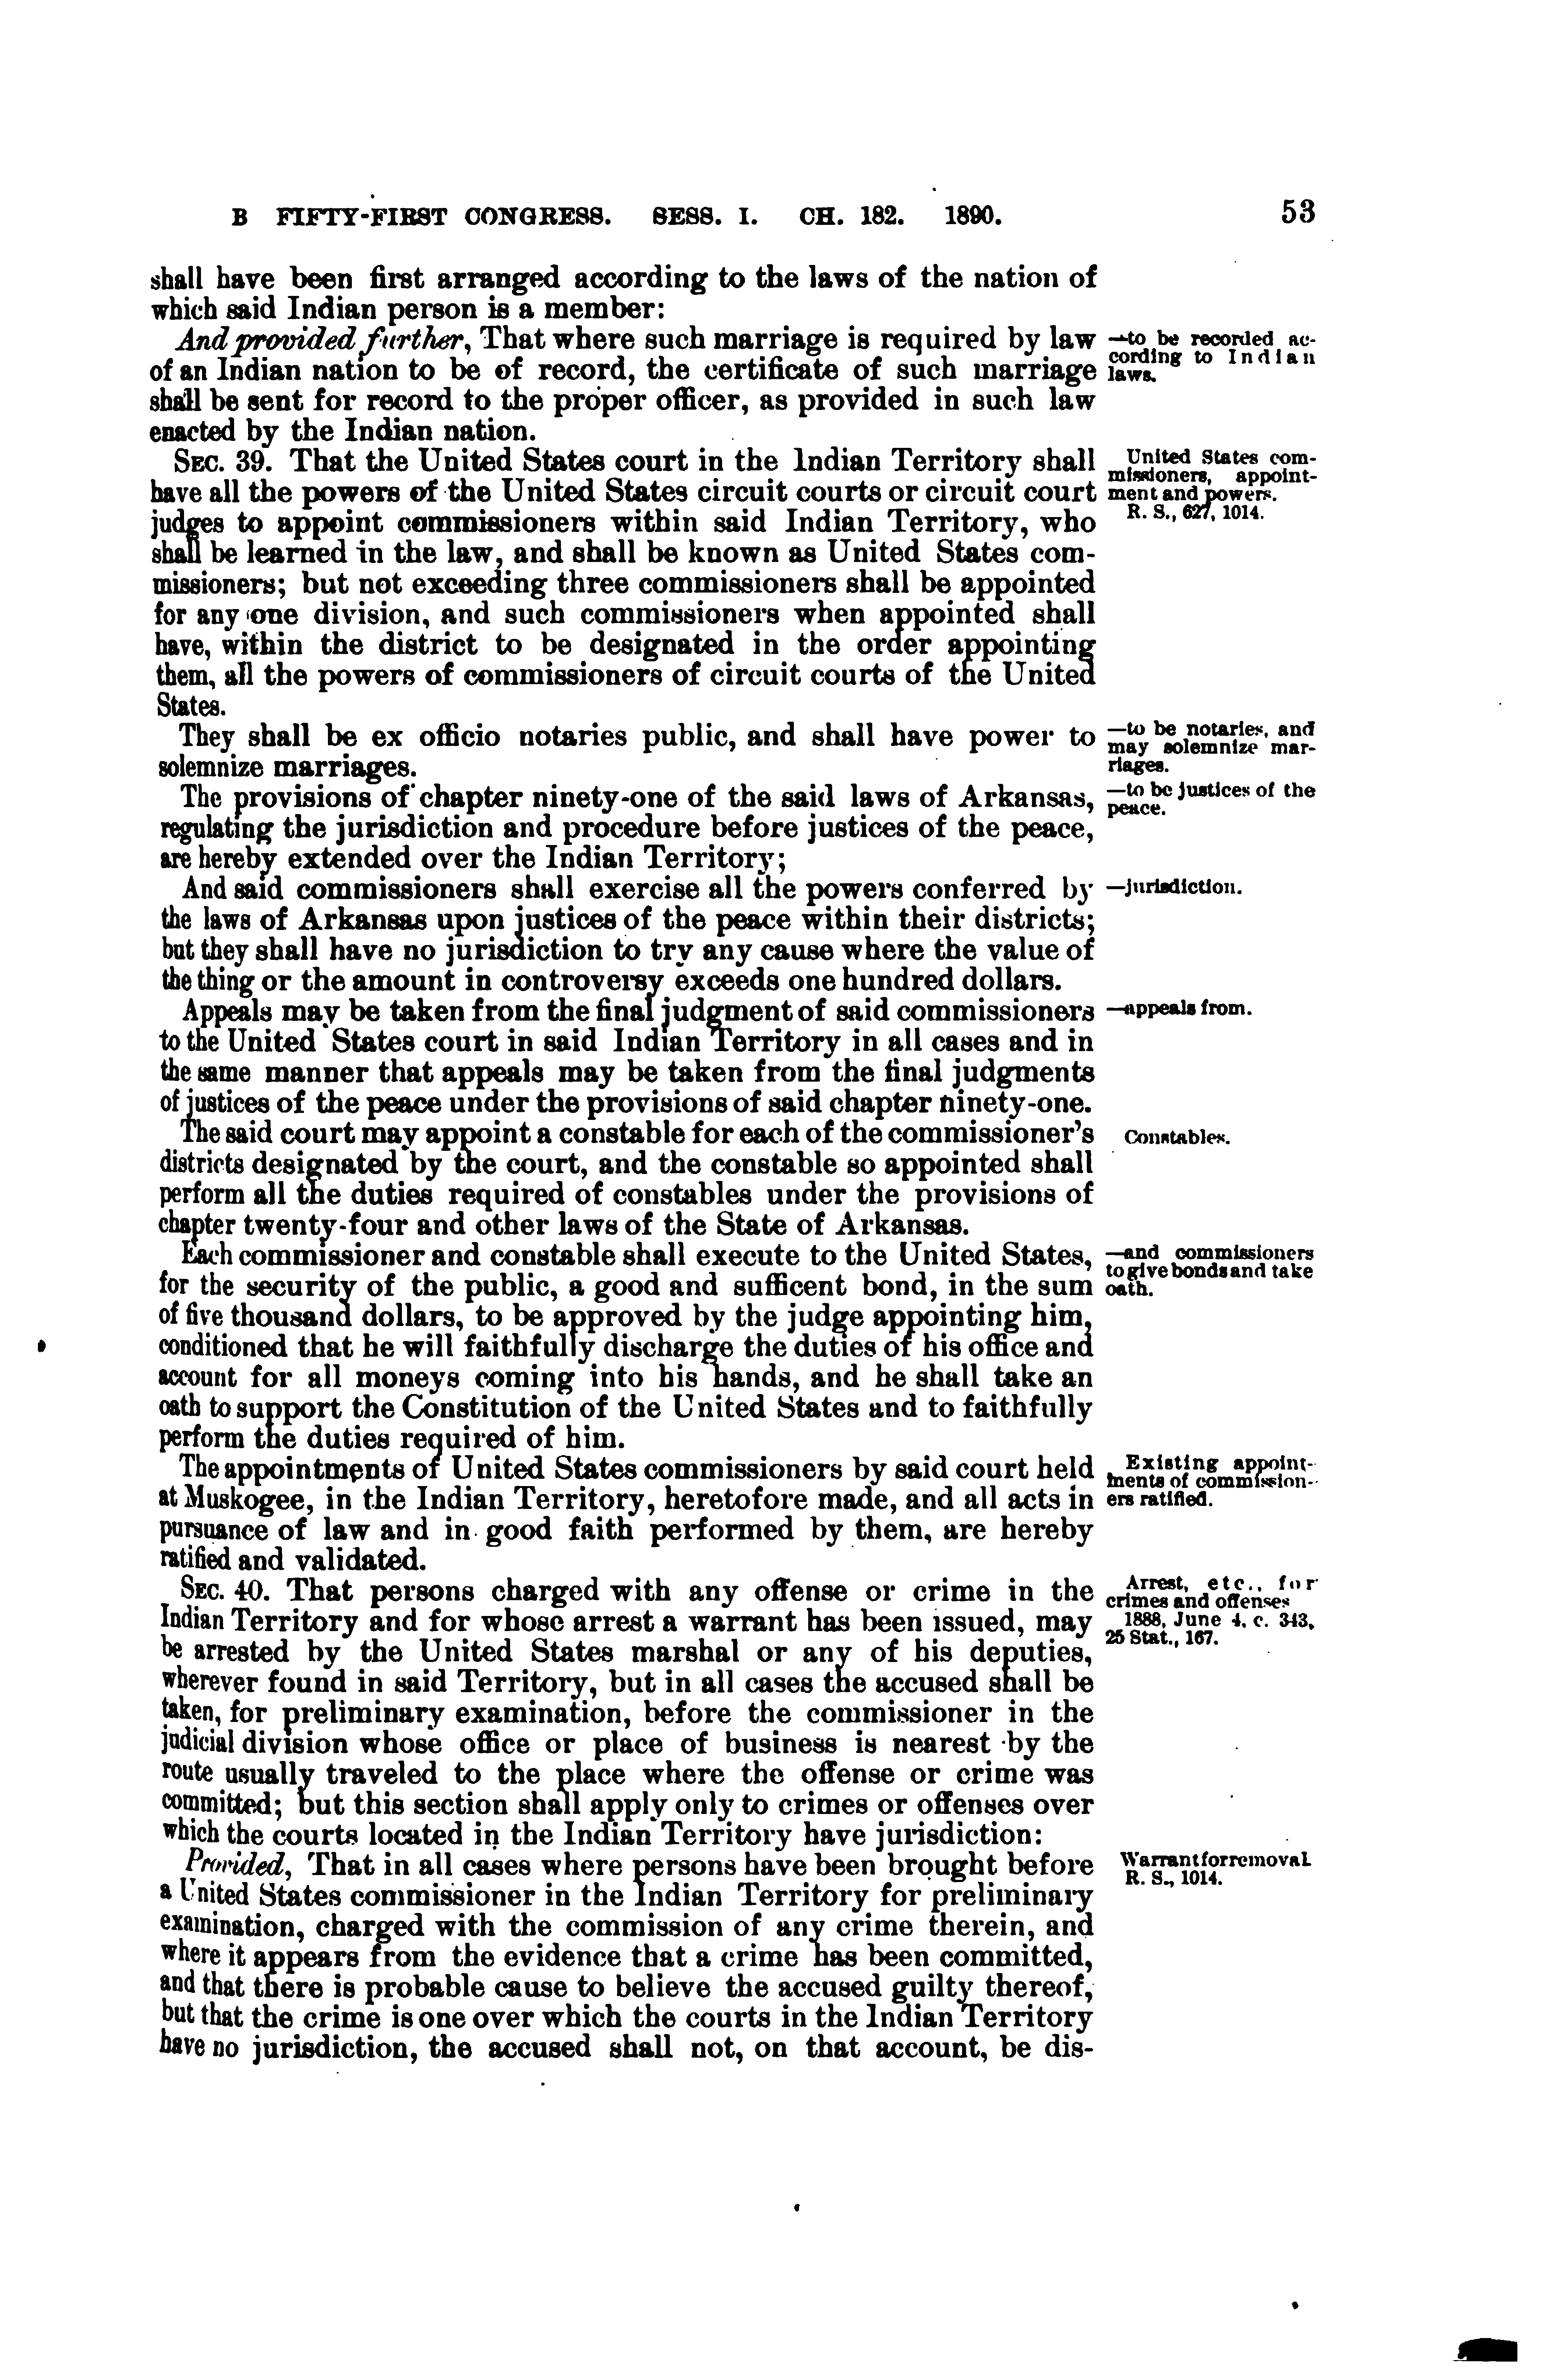 B FIFTY-FIRST CONGRESS. SESS. I. CH. 182. 1890. 53
shall have been first arranged according to the laws of the nation of
which said Indian person is a member:
And provided further, That where such marriage is required by law
of an Indian nation to be of record, the certificate of such marriage
shall be sent for record to the proper officer, as provided in such law
enacted by the Indian nation.
—to be recorded ac-
cording to Indian
laws.
SEC. 39. That the United States court in the Indian Territory shall
have all the powers of the United States circuit courts or circuit court
judges to appoint commissioners within said Indian Territory, who
shall be learned in the law, and shall be known as United States com-
missioners; but not exceeding three commissioners shall be appointed
for any one division, and such commissioners when appointed shall
have, within the district to be designated in the order appointing
them, all the powers of commissioners of circuit courts of the United
States.
United States com-
missioners, appoint-
ment and powers.
R. S., 627, 1014.
They shall be ex officio notaries public, and shall have power to
solemnize marriages.
—to be notaries, and
may solemnize mar-
riages.
The provisions of chapter ninety-one of the said laws of Arkansas,
regulating the jurisdiction and procedure before justices of the peace,
are hereby extended over the Indian Territory;
—to be justices of the
peace.
And said commissioners shall exercise all the powers conferred by
the laws of Arkansas upon justices of the peace within their districts;
but they shall have no jurisdiction to try any cause where the value of
the thing or the amount in controversy exceeds one hundred dollars.
—jurisdiction.
Appeals may be taken from the final judgment of said commissioners
to the United States court in said Indian Territory in all cases and in
the same manner that appeals may be taken from the final judgments
of justices of the peace under the provisions of said chapter ninety-one.
—appeals from.
The said court may appoint a constable for each of the commissioner's
districts designated by the court, and the constable so appointed shall
perform all the duties required of constables under the provisions of
chapter twenty-four and other laws of the State of Arkansas.
Constables.
Each commissioner and constable shall execute to the United States,
for the security of the public, a good and sufficent bond, in the sum
of five thousand dollars, to be approved by the judge appointing him,
conditioned that he will faithfully discharge the duties of his office and
account for all moneys coming into his hands, and he shall take an
oath to support the Constitution of the United States and to faithfully
perform the duties required of him.
—and commissioners
to give bonds and take
oath.
The appointments of United States commissioners by said court held
at Muskogee, in the Indian Territory, heretofore made, and all acts in
pursuance of law and in good faith performed by them, are hereby
ratified and validated.
Existing appoint-
ments of commission-
ers ratified.
SEC. 40. That persons charged with any offense or crime in the
Indian Territory and for whose arrest a warrant has been issued, may
be arrested by the United States marshal or any of his deputies,
wherever found in said Territory, but in all cases the accused shall be
taken, for preliminary examination, before the commissioner in the
judicial division whose office or place of business is nearest by the
route usually traveled to the place where the offense or crime was
committed; but this section shall apply only to crimes or offenses over
which the courts located in the Indian Territory have jurisdiction:
Arrest, etc., for
crimes and offenses
1888, June 4, c. 343,
25 Stat., 167.
Provided, That in all cases where persons have been brought before
a United States commissioner in the Indian Territory for preliminary
examination, charged with the commission of any crime therein, and
where it appears from the evidence that a crime has been committed,
and that there is probable cause to believe the accused guilty thereof,
but that the crime is one over which the courts in the Indian Territory
have no jurisdiction, the accused shall not, on that account, be dis-
Warrant for removal.
R. S., 1014.